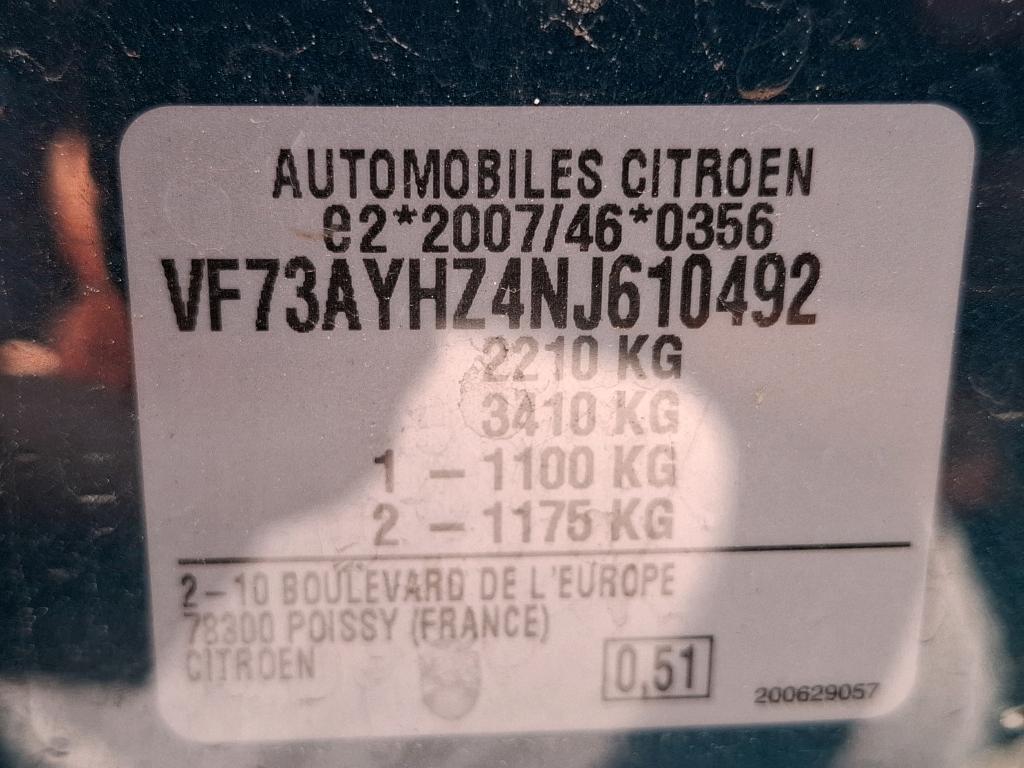 AUTOMOBILES CITROEN
e2*2007/46*0356
VF73AYHZ4NJ610492
2210 KG
3410 KG
1 – 1100 KG
2 – 1175 KG
2–10 BOULEVARD DE L'EUROPE
78300 POISSY (FRANCE)
CITROEN
0,51
200629057